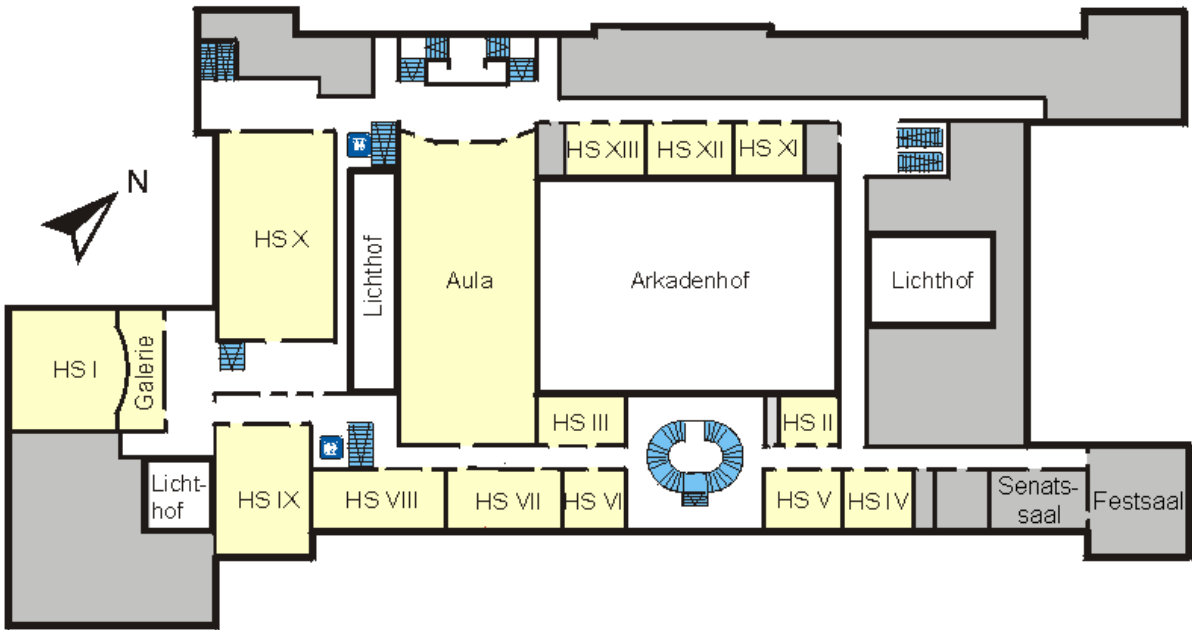 N
HS XIII
HS XII
HS XI
HS X
Lichthof
Aula
Arkadenhof
Lichthof
HS I
Galerie
HS III
HS II
Licht-
hof
HS IX
HS VIII
HS VII
HS VI
HS V
HS IV
Senats-
saal
Festsaal